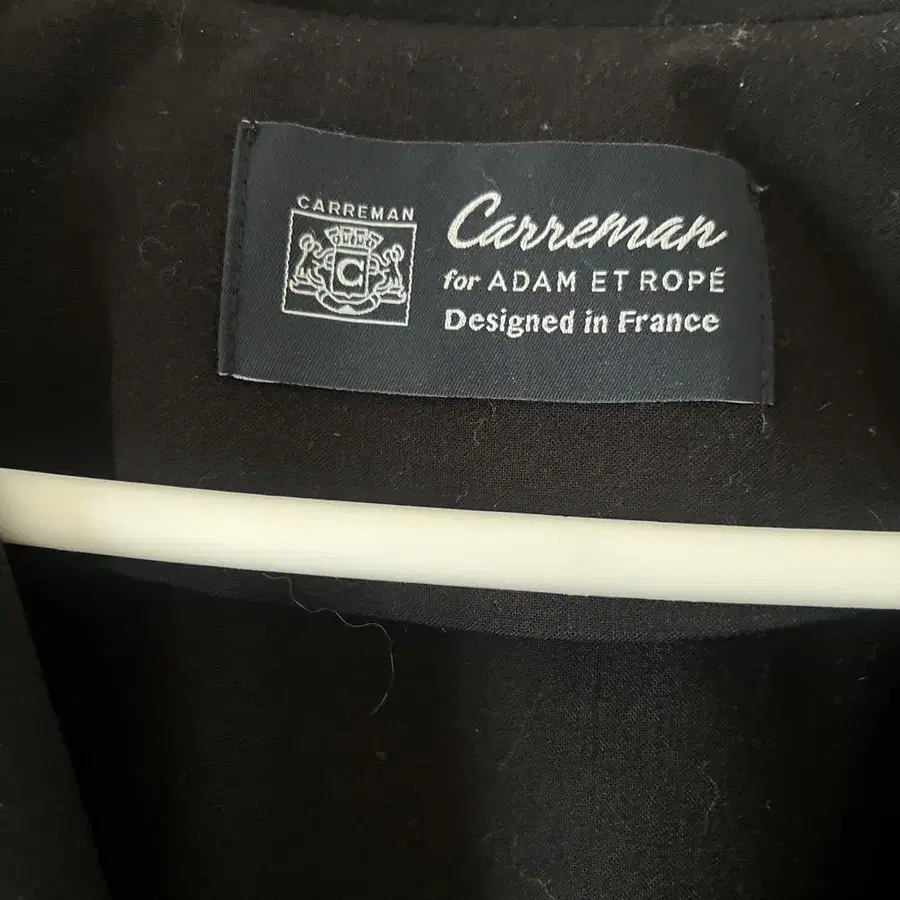 CARREMAN
C
Carreman
for ADAM ET ROPÉ
Designed in France